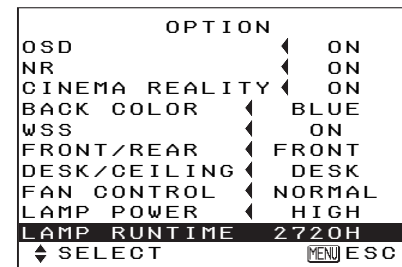 OPTION
OSD ON
NR ON
CINEMA REALITY ON
BACK COLOR BLUE
WSS ON
FRONT/REAR FRONT
DESK/CEILING DESK
FAN CONTROL NORMAL
LAMP POWER HIGH
LAMP RUNTIME 2720H
SELECT MENU ESC